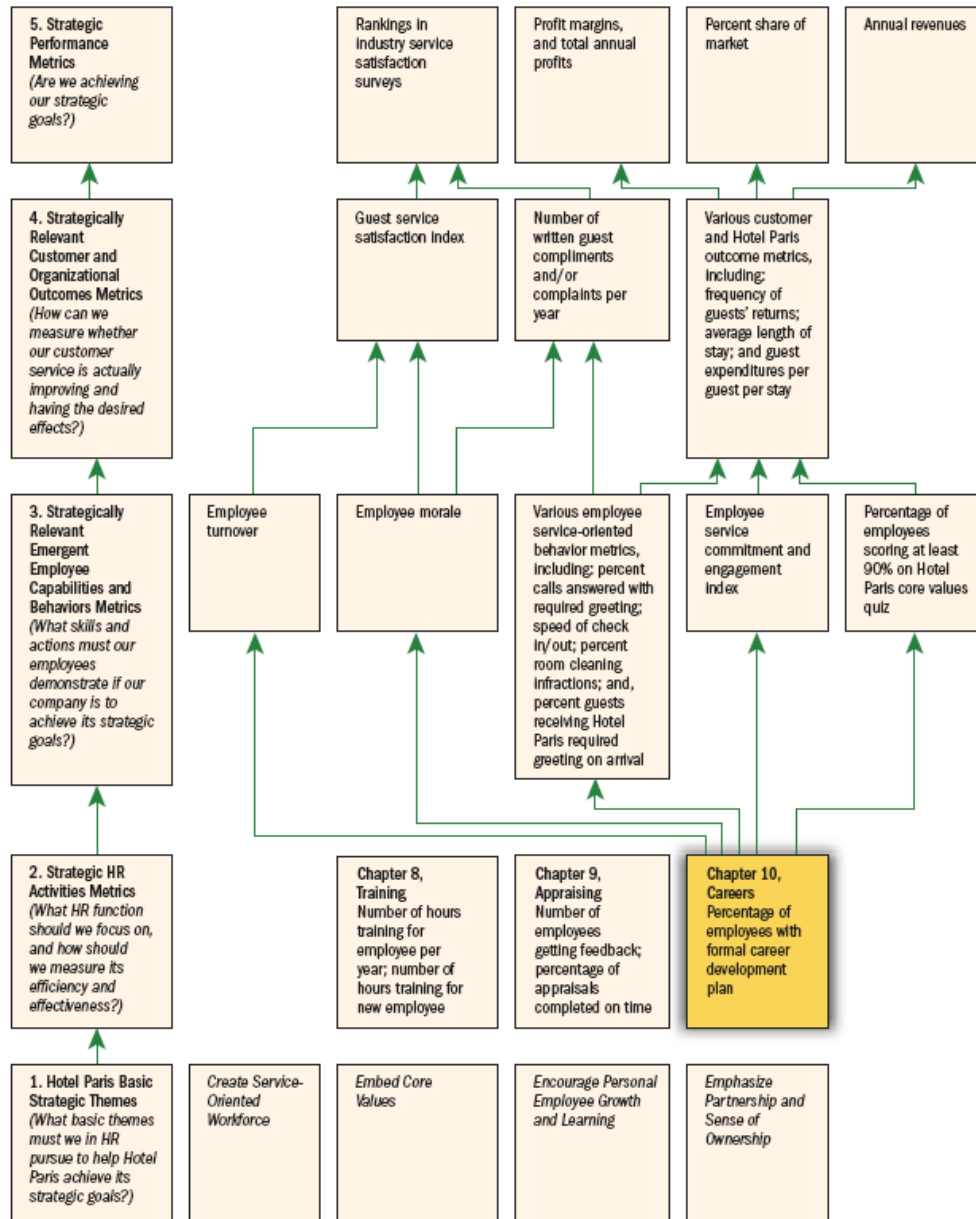 5. Strategic
Performance
Metrics
(Are we achieving
our strategic
goals?)
Rankings in
industry service
satisfaction
surveys
Profit margins,
and total annual
profits
Percent share of
market
Annual revenues
4. Strategically
Relevant
Customer and
Organizational
Outcomes Metrics
(How can we
measure whether
our customer
service is actually
improving and
having the desired
effects?)
Guest service
satisfaction index
Number of
written guest
compliments
and/or
complaints per
year
Various customer
and Hotel Paris
outcome metrics,
including:
frequency of
guests' returns;
average length of
stay; and guest
expenditures per
guest per stay
3. Strategically
Relevant
Emergent
Employee
Capabilities and
Behaviors Metrics
(What skills and
actions must our
employees
demonstrate if our
company is to
achieve its strategic
goals?)
Employee
turnover
Employee morale
Various employee
service-oriented
behavior metrics,
including: percent
calls answered with
required greeting;
speed of check
in/out; percent
room cleaning
infractions; and,
percent guests
receiving Hotel
Paris required
greeting on arrival
Employee
service
commitment and
engagement
index
Percentage of
employees
scoring at least
90% on Hotel
Paris core values
quiz
2. Strategic HR
Activities Metrics
(What HR function
should we focus on,
and how should
we measure its
efficiency and
effectiveness?)
Chapter 8,
Training
Number of hours
training for
employee per
year; number of
hours training for
new employee
Chapter 9,
Appraising
Number of
employees
getting feedback;
percentage of
appraisals
completed on time
Chapter 10,
Careers
Percentage of
employees with
formal career
development
plan
1. Hotel Paris Basic
Strategic Themes
(What basic themes
must we in HR
pursue to help Hotel
Paris achieve its
strategic goals?)
Create Service-
Oriented
Workforce
Embed Core
Values
Encourage Personal
Employee Growth
and Learning
Emphasize
Partnership and
Sense of
Ownership